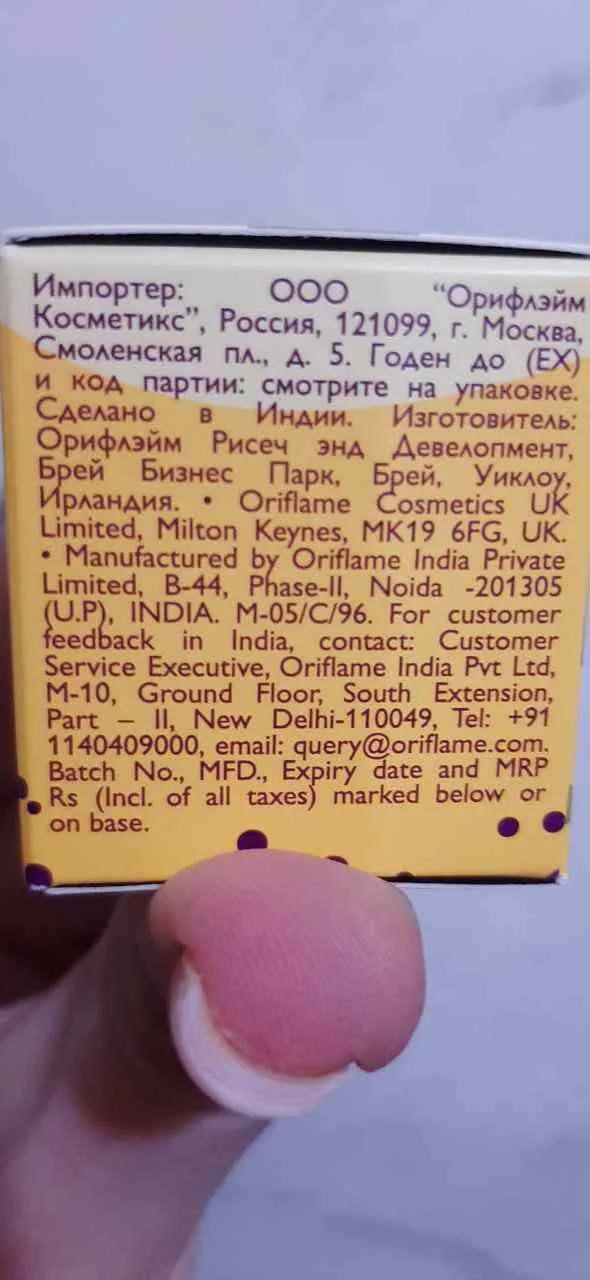 Импортер: ООО “Орифлэйм
Косметикс”, Россия, 121099, г. Москва,
Смоленская пл., д. 5. Годен до (EX)
и код партии: смотрите на упаковке.
Сделано в Индии. Изготовитель:
Орифлэйм Рисеч энд Девелопмент,
Брей Бизнес Парк, Брей, Уиклоу,
Ирландия. • Oriflame Cosmetics UK
Limited, Milton Keynes, MK19 6FG, UK.
• Manufactured by Oriflame India Private
Limited, B-44, Phase-II, Noida -201305
(U.P), INDIA. M-05/C/96. For customer
feedback in India, contact: Customer
Service Executive, Oriflame India Pvt Ltd,
M-10, Ground Floor, South Extension,
Part – II, New Delhi-110049, Tel: +91
1140409000, email: query@oriflame.com.
Batch No., MFD., Expiry date and MRP
Rs (Incl. of all taxes) marked below or
on base.